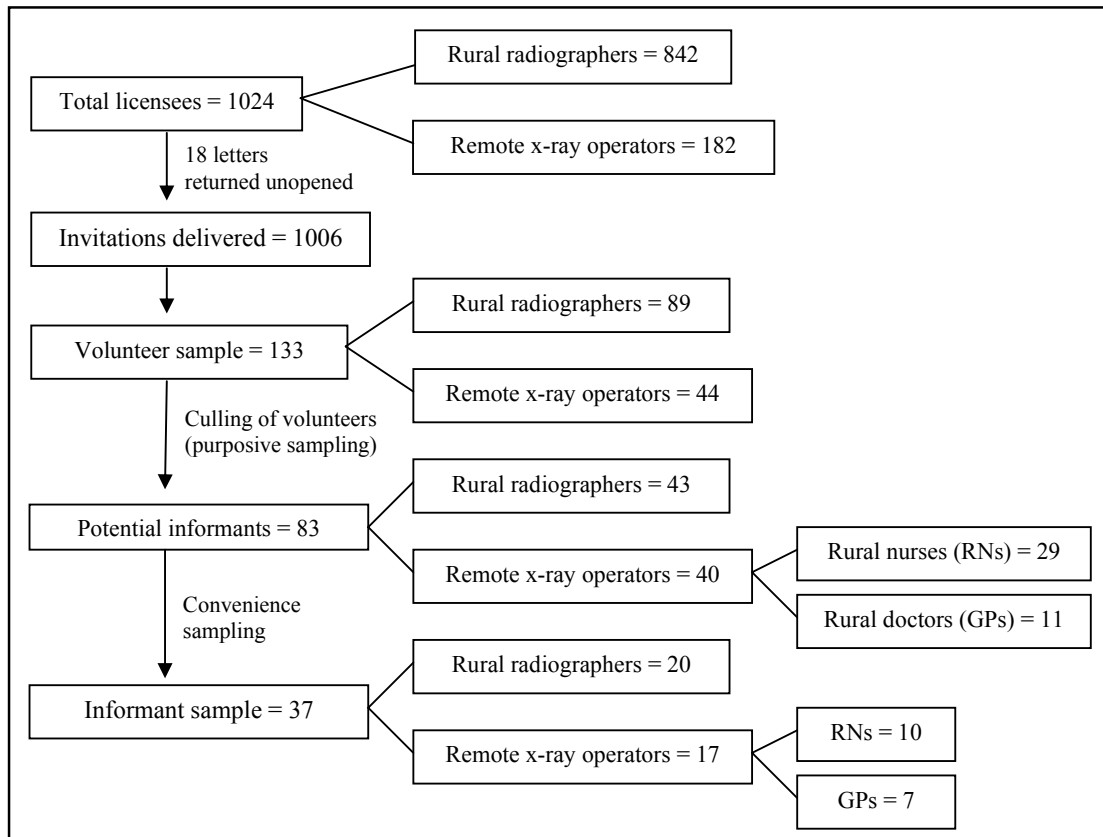 Rural radiographers = 842
Total licensees = 1024
Remote x-ray operators = 182
18 letters
returned unopened
Invitations delivered = 1006
Rural radiographers = 89
Volunteer sample = 133
Remote x-ray operators = 44
Culling of volunteers
(purposive sampling)
Rural radiographers = 43
Potential informants = 83
Remote x-ray operators = 40
Rural nurses (RNs) = 29
Rural doctors (GPs) = 11
Convenience
sampling
Rural radiographers = 20
Informant sample = 37
Remote x-ray operators = 17
RNs = 10
GPs = 7